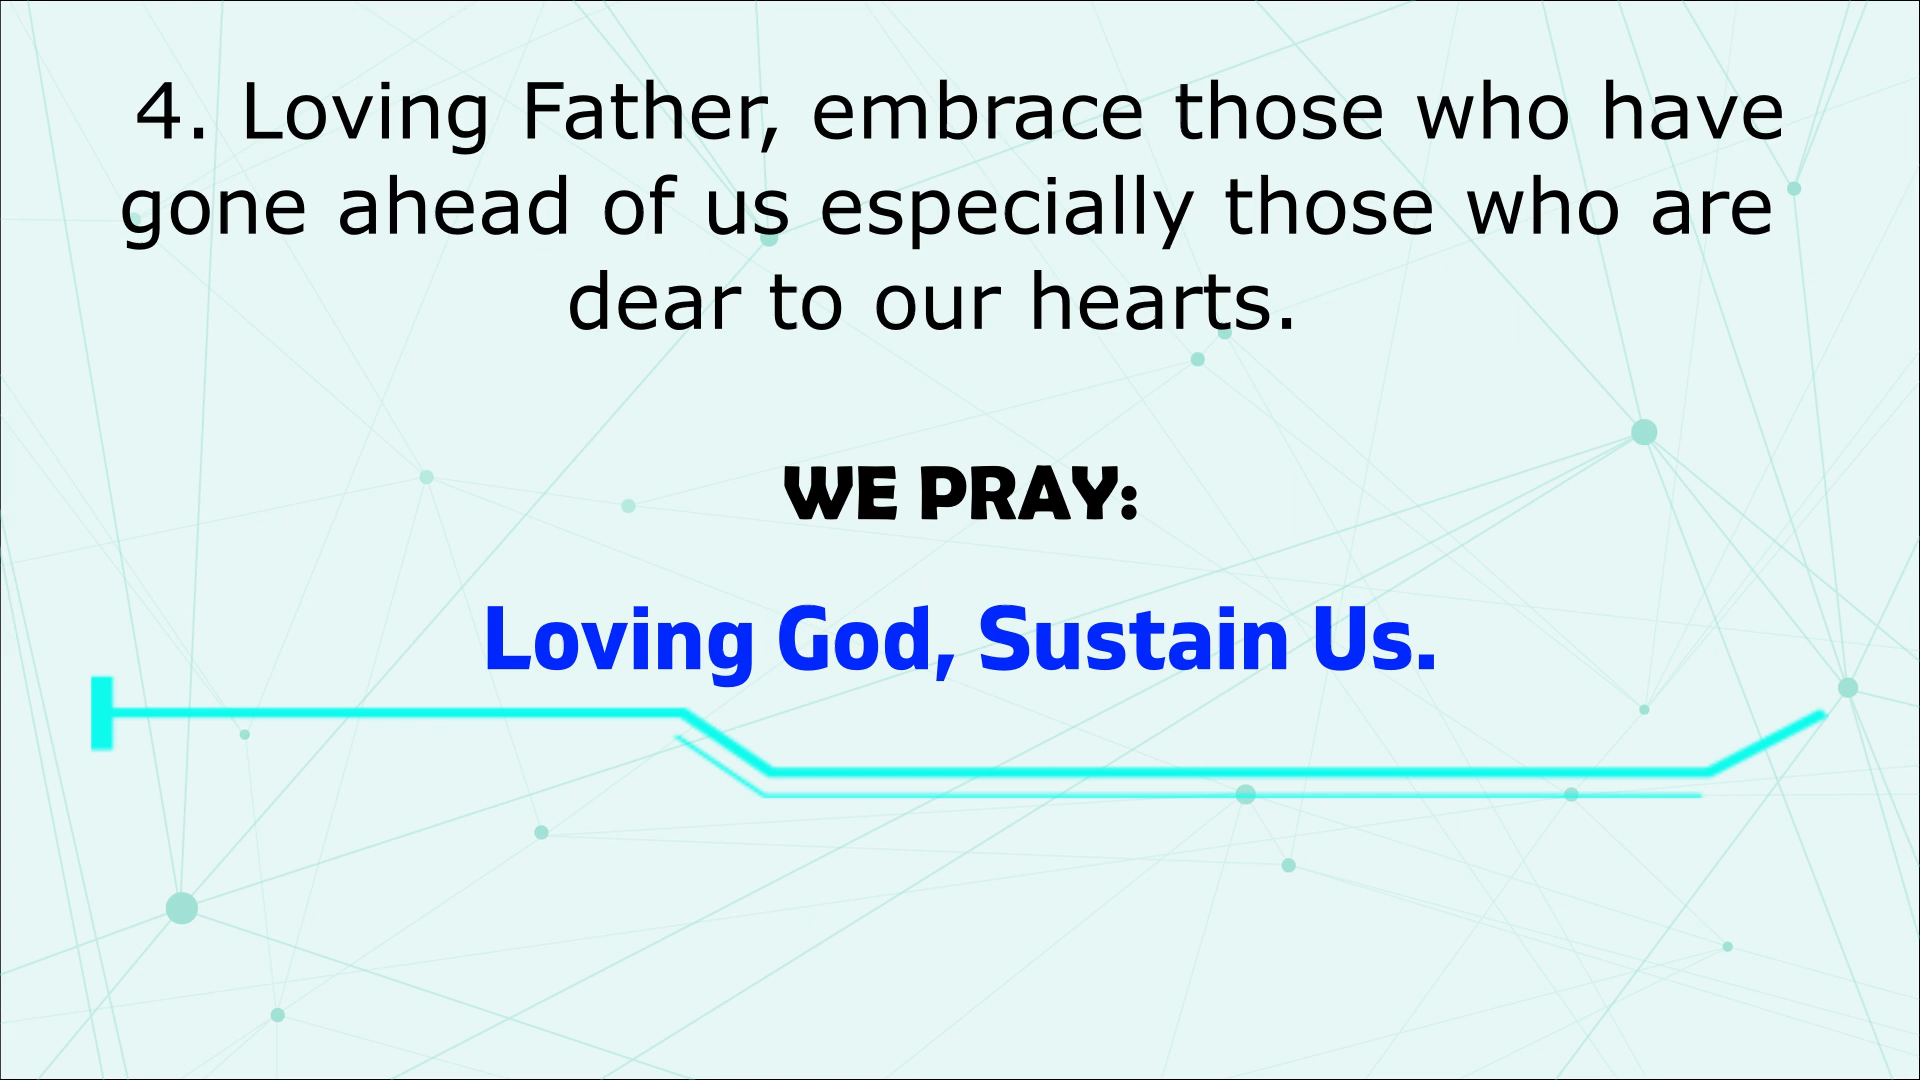 4. Loving Father, embrace those who have
gone ahead of us especially those who are
dear to our hearts.
WE PRAY:
Loving God, Sustain Us.